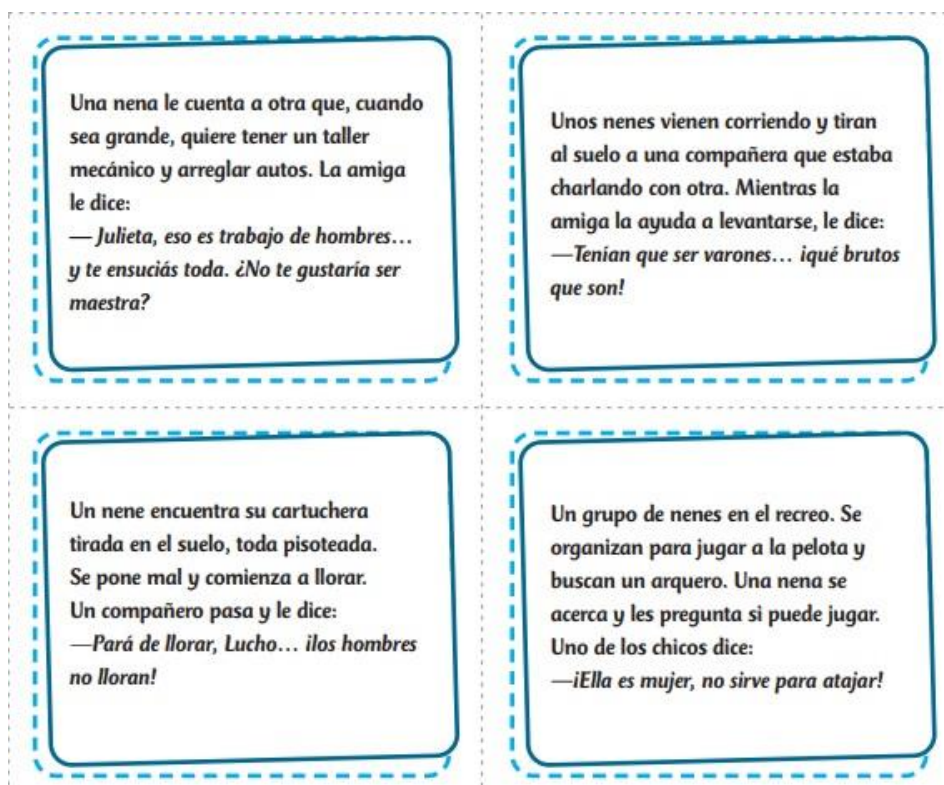 Una nena le cuenta a otra que, cuando
sea grande, quiere tener un taller
mecánico y arreglar autos. La amiga
le dice:
— Julieta, eso es trabajo de hombres...
y te ensuciás toda. ¿No te gustaría ser
maestra?
Unos nenes vienen corriendo y tiran
al suelo a una compañera que estaba
charlando con otra. Mientras la
amiga la ayuda a levantarse, le dice:
—Tenían que ser varones... ¡qué brutos
que son!
Un nene encuentra su cartuchera
tirada en el suelo, toda pisoteada.
Se pone mal y comienza a llorar.
Un compañero pasa y le dice:
—Pará de llorar, Lucho... ¡los hombres
no lloran!
Un grupo de nenes en el recreo. Se
organizan para jugar a la pelota y
buscan un arquero. Una nena se
acerca y les pregunta si puede jugar.
Uno de los chicos dice:
—¡Ella es mujer, no sirve para atajar!